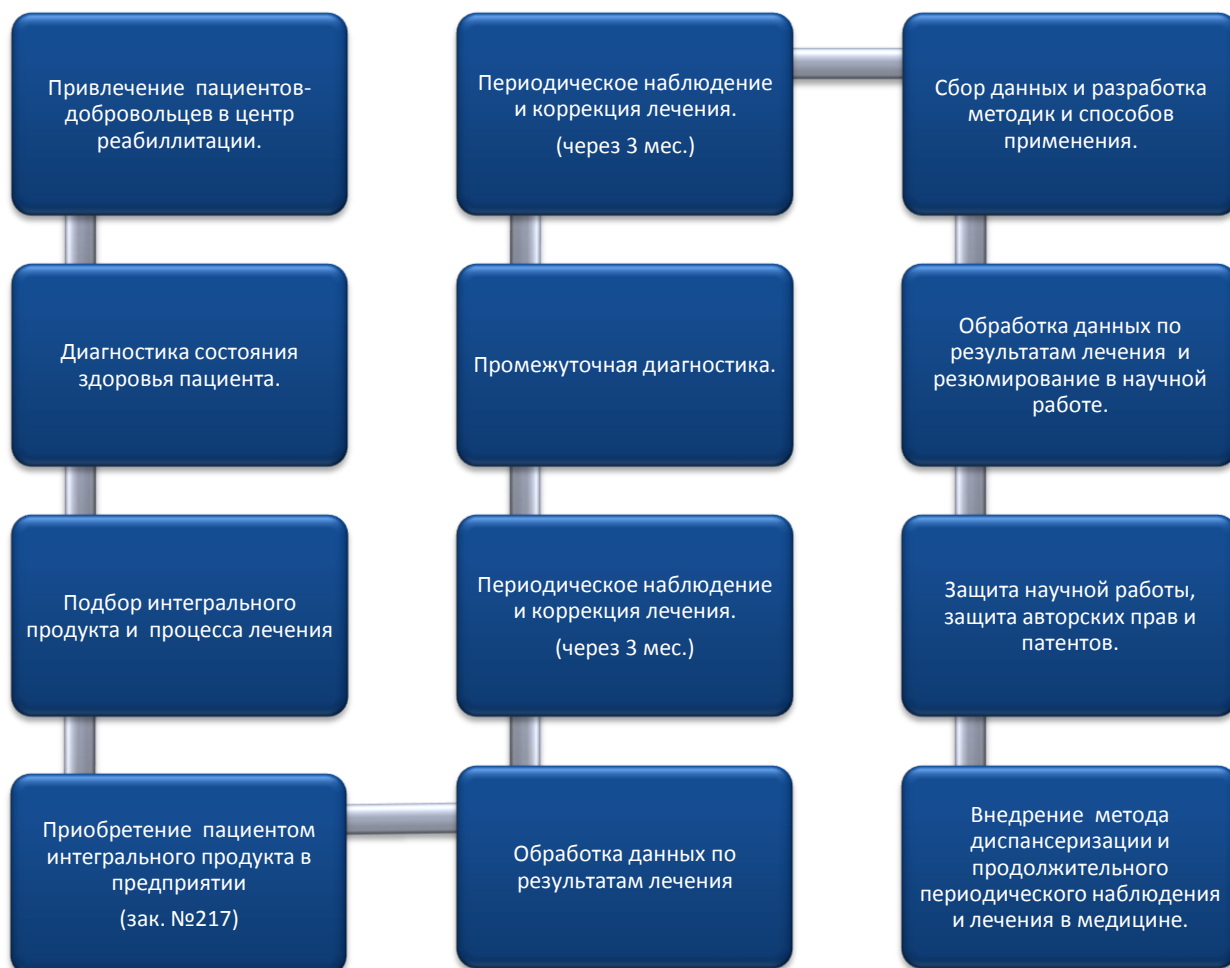 Привлечение пациентов-
добровольцев в центр
реабиллитации.
Диагностика состояния
здоровья пациента.
Подбор интегрального
продукта и процесса лечения
Приобретение пациентом
интегрального продукта в
предприятии
(зак. №217)
Обработка данных по
результатам лечения
Периодическое наблюдение
и коррекция лечения.
(через 3 мес.)
Промежуточная диагностика.
Периодическое наблюдение
и коррекция лечения.
(через 3 мес.)
Сбор данных и разработка
методик и способов
применения.
Обработка данных по
результатам лечения и
резюмирование в научной
работе.
Защита научной работы,
защита авторских прав и
патентов.
Внедрение метода
диспансеризации и
продолжительного
периодического наблюдения
и лечения в медицине.